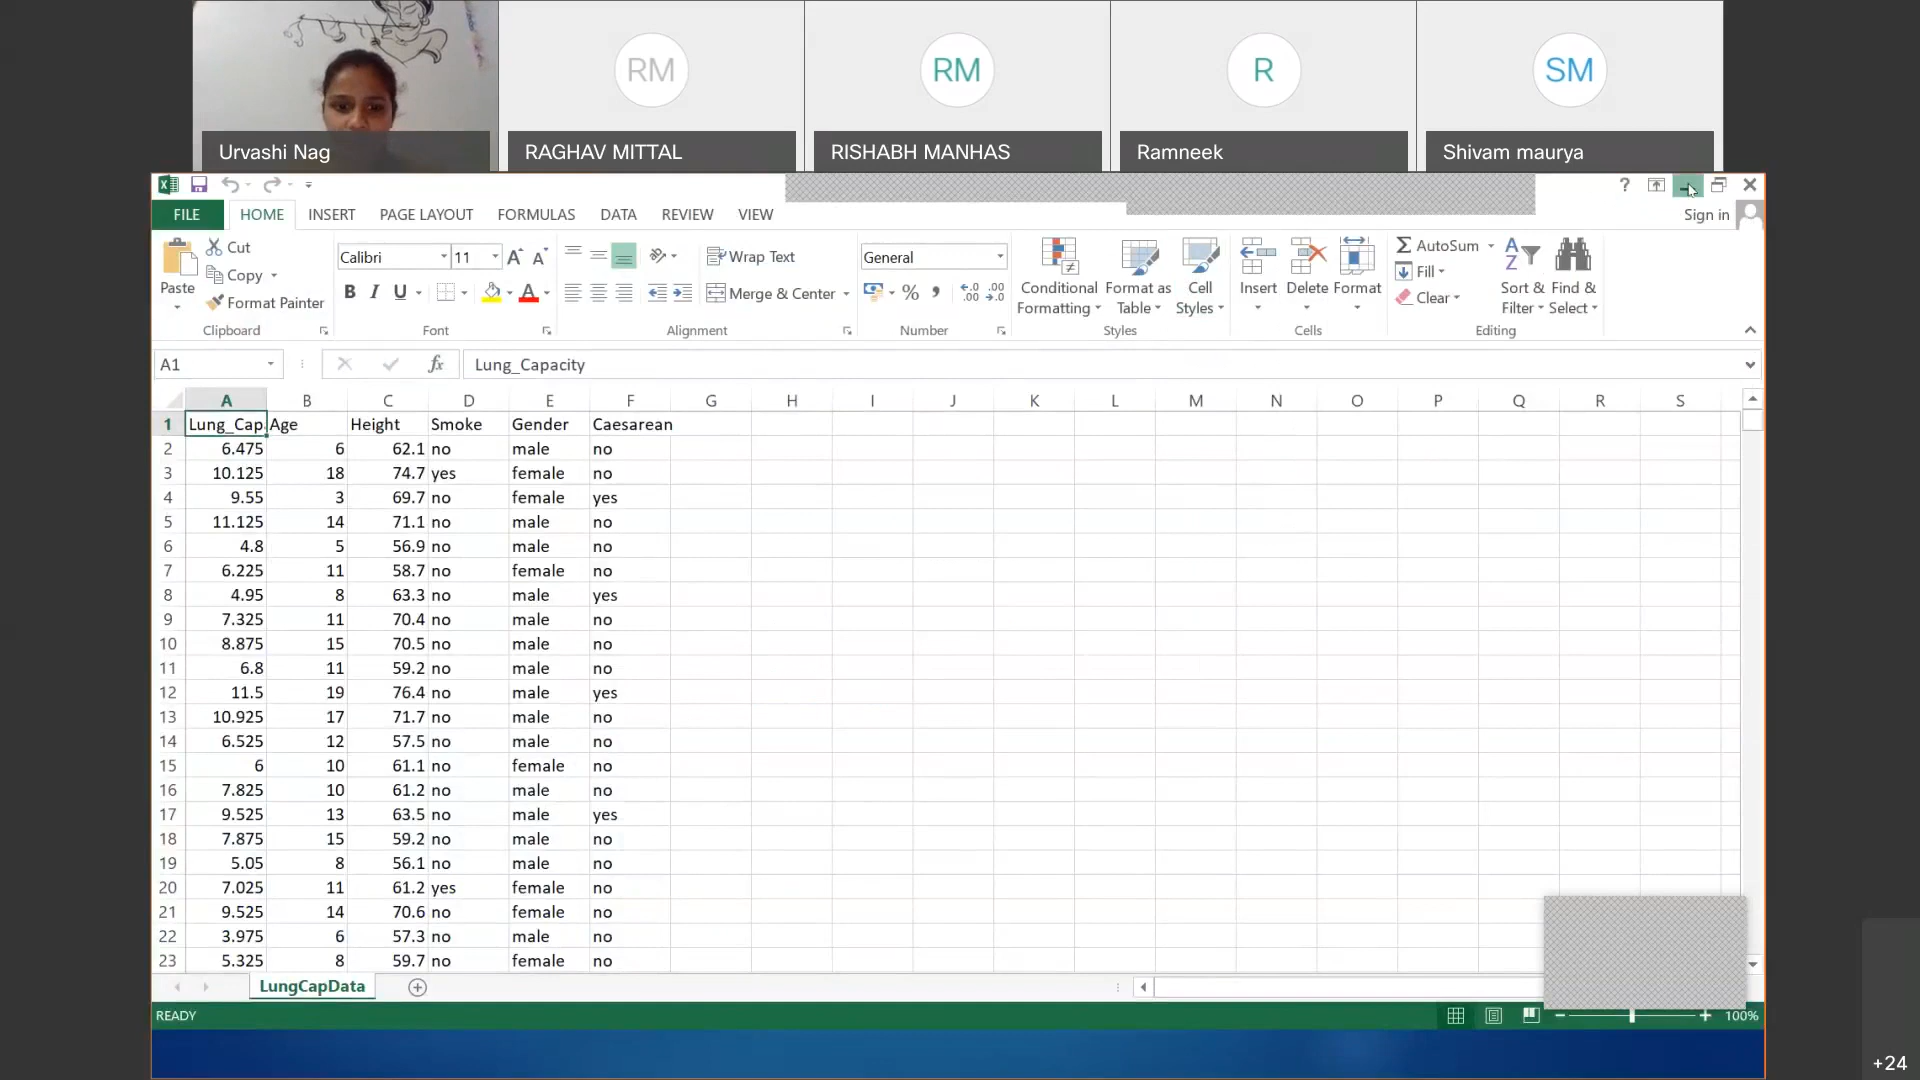 RM
RM
R
SM
Urvashi Nag
RAGHAV MITTAL
RISHABH MANHAS
Ramneek
Shivam maurya
?
FILE HOME INSERT PAGE LAYOUT FORMULAS DATA REVIEW VIEW
Sign in
Paste
Cut
Copy
Format Painter
Clipboard
Calibri 11
B I U
Font
Wrap Text
Merge & Center
Alignment
General
%
Number
Conditional Formatting
Format as Table
Cell Styles
Styles
Insert
Delete
Format
Cells
AutoSum
Fill
Clear
Sort & Filter
Find & Select
Editing
A1 fx Lung_Capacity
A B C D E F G H I J K L M N O P Q R S
1 Lung_Cap Age Height Smoke Gender Caesarean
2 6.475 6 62.1 no male no
3 10.125 18 74.7 yes female no
4 9.55 3 69.7 no female yes
5 11.125 14 71.1 no male no
6 4.8 5 56.9 no male no
7 6.225 11 58.7 no female no
8 4.95 8 63.3 no male yes
9 7.325 11 70.4 no male no
10 8.875 15 70.5 no male no
11 6.8 11 59.2 no male no
12 11.5 19 76.4 no male yes
13 10.925 17 71.7 no male no
14 6.525 12 57.5 no male no
15 6 10 61.1 no female no
16 7.825 10 61.2 no male no
17 9.525 13 63.5 no male yes
18 7.875 15 59.2 no male no
19 5.05 8 56.1 no male no
20 7.025 11 61.2 yes female no
21 9.525 14 70.6 no female no
22 3.975 6 57.3 no male no
23 5.325 8 59.7 no female no
LungCapData
READY
100%
+24